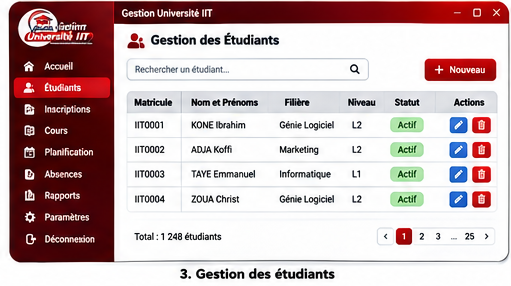 Gestion Université IIT
Université IIT
Accueil
Étudiants
Inscriptions
Cours
Planification
Absences
Rapports
Paramètres
Déconnexion
Gestion des Étudiants
Rechercher un étudiant...
+ Nouveau
Matricule Nom et Prénoms Filière Niveau Statut Actions
IIT0001 KONE Ibrahim Génie Logiciel L2 Actif
IIT0002 ADJA Koffi Marketing L2 Actif
IIT0003 TAYE Emmanuel Informatique L1 Actif
IIT0004 ZOUA Christ Génie Logiciel L2 Actif
Total : 1 248 étudiants
< 1 2 3 ... 25 >
3. Gestion des étudiants